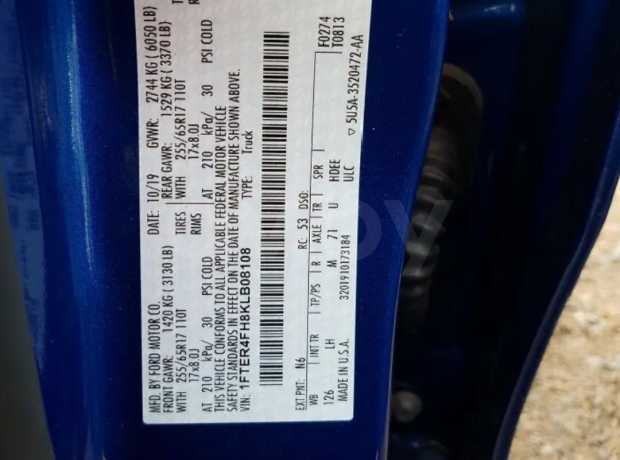 MFD. BY FORD MOTOR CO.
DATE: 10/19 GVWR: 2744 KG (6050 LB)
FRONT GAWR: 1420 KG (3130 LB) REAR GAWR: 1529 KG (3370 LB)
WITH 255/65R17 110T TIRES WITH 255/65R17 110T
17x8.0J RIMS 17x8.0J
AT 210 kPa/ 30 PSI COLD AT 210 kPa/ 30 PSI COLD
THIS VEHICLE CONFORMS TO ALL APPLICABLE FEDERAL MOTOR VEHICLE
SAFETY STANDARDS IN EFFECT ON THE DATE OF MANUFACTURE SHOWN ABOVE.
VIN: 1FTER4FH8KLB08108 TYPE: Truck
F0274
T0813
EXT PNT: N6 RC: 53 DSO:
WB INT TR TP/PS R AXLE TR SPR
126 LH M 71 U HDEE
ULC
MADE IN U.S.A. 3201910173184
▽ 5U5A-3520472-AA